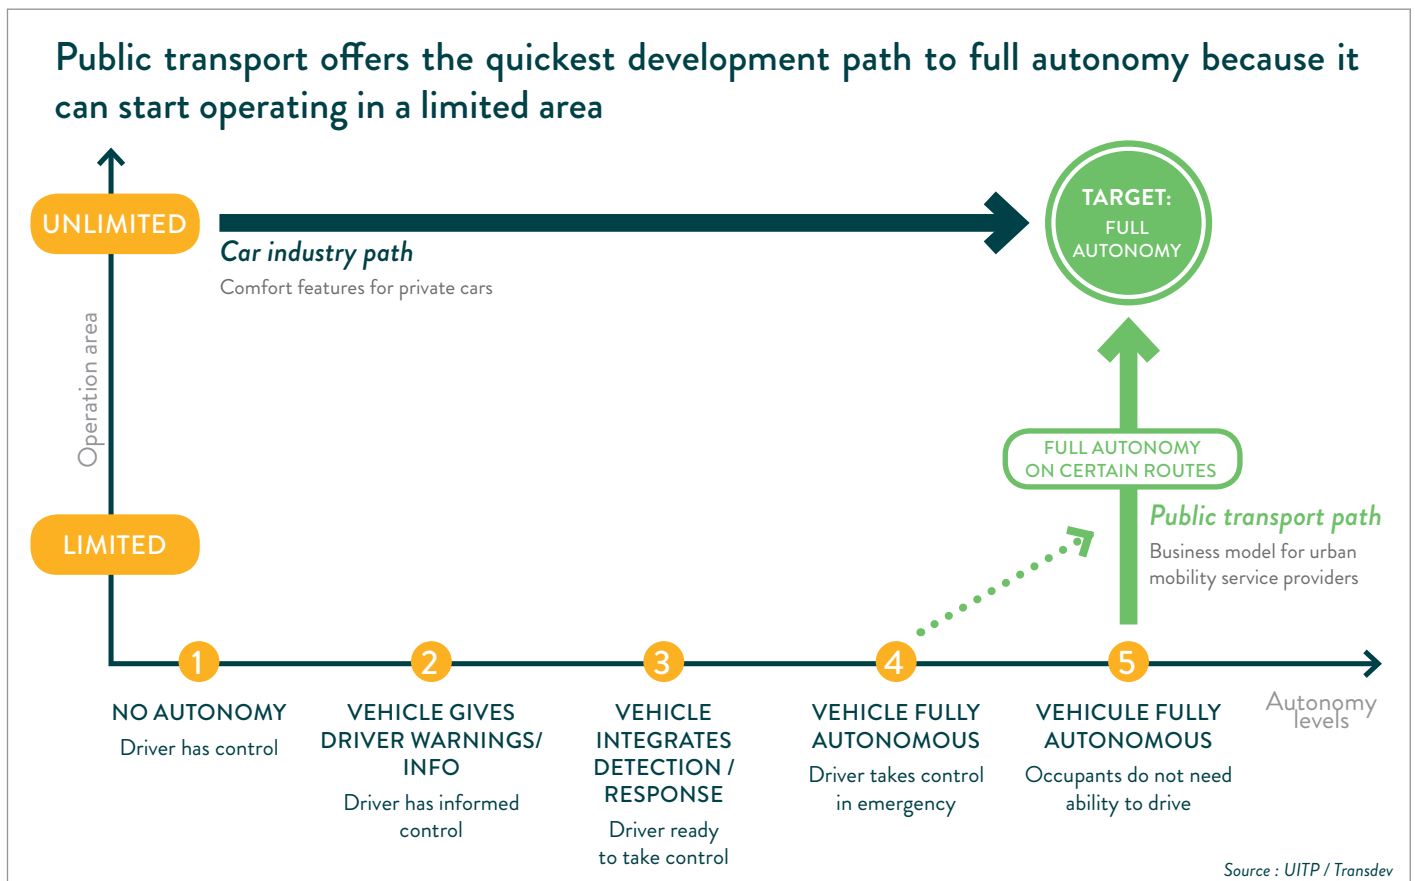 Public transport offers the quickest development path to full autonomy because it
can start operating in a limited area
UNLIMITED
Car industry path
Comfort features for private cars
TARGET:
FULL
AUTONOMY
Operation area
FULL AUTONOMY
ON CERTAIN ROUTES
Public transport path
Business model for urban
mobility service providers
LIMITED
1
2
3
4
5
Autonomy
levels
NO AUTONOMY
Driver has control
VEHICLE GIVES
DRIVER WARNINGS/
INFO
Driver has informed
control
VEHICLE
INTEGRATES
DETECTION /
RESPONSE
Driver ready
to take control
VEHICLE FULLY
AUTONOMOUS
Driver takes control
in emergency
VEHICULE FULLY
AUTONOMOUS
Occupants do not need
ability to drive
Source : UITP / Transdev